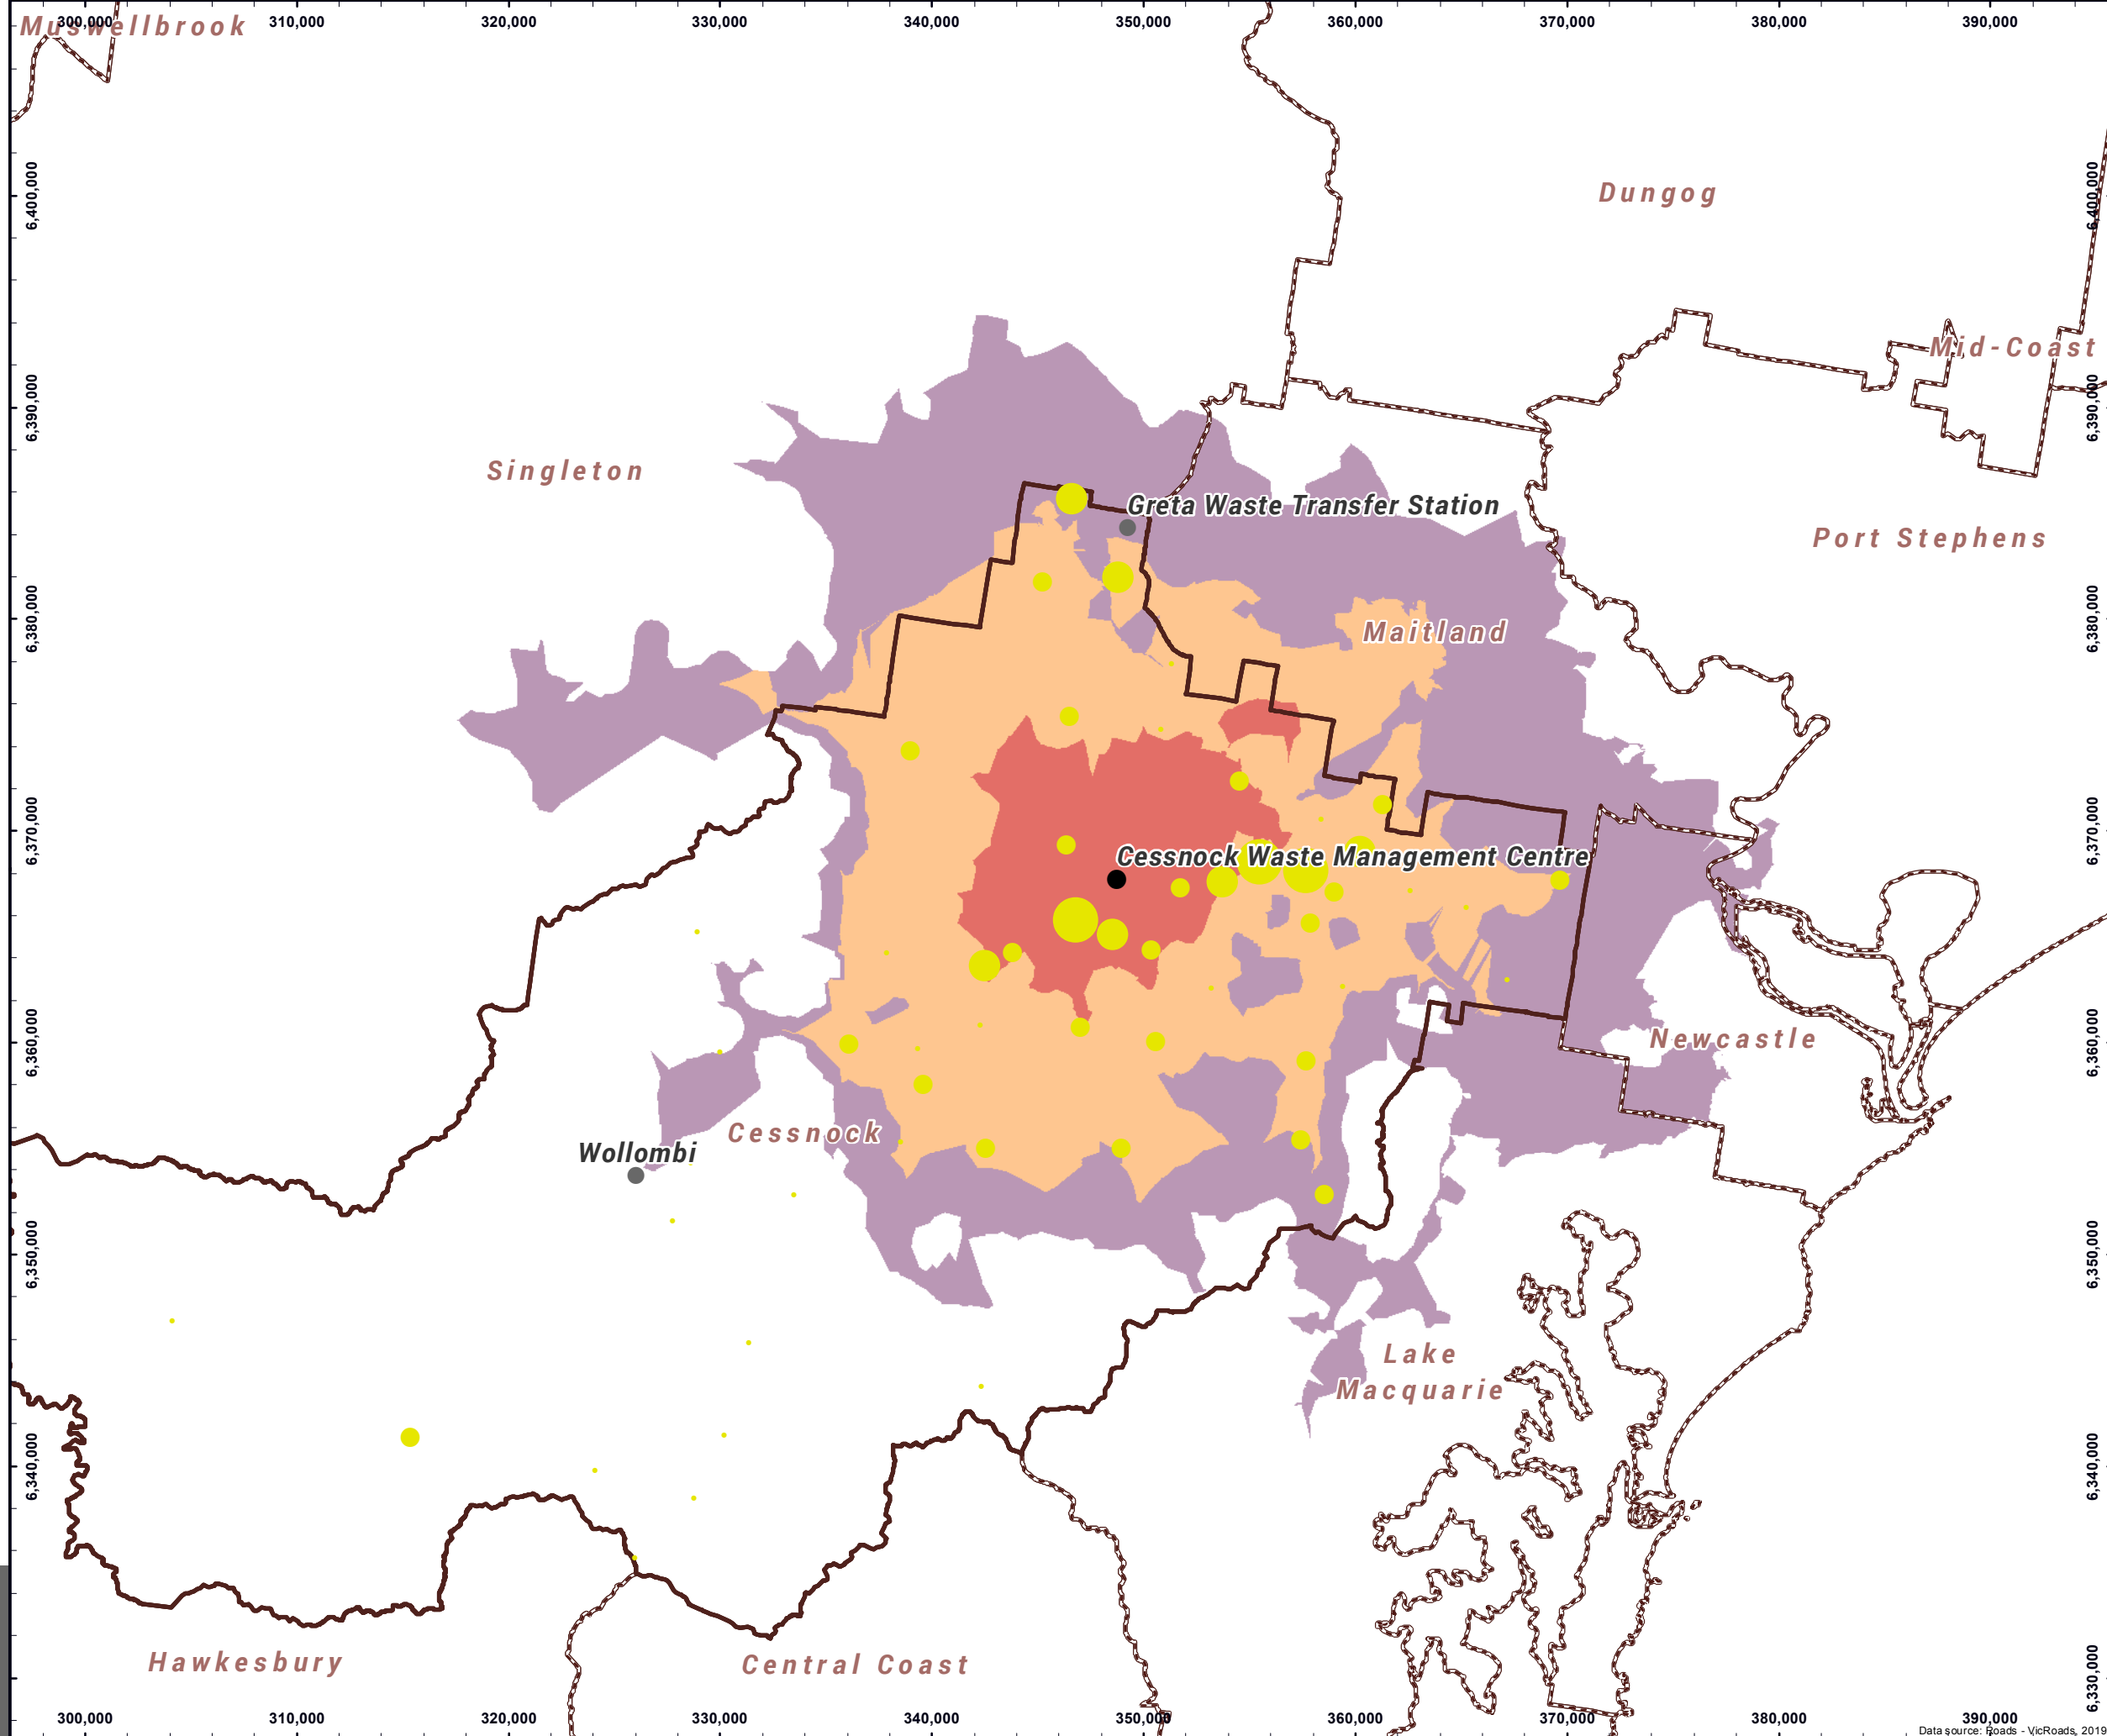 300,000 310,000 320,000 330,000 340,000 350,000 360,000 370,000 380,000 390,000
Muswellbrook
6,400,000 6,400,000
Dungog
Mid-Coast
6,390,000 6,390,000
Singleton
Greta Waste Transfer Station
Port Stephens
6,380,000 6,380,000
Maitland
6,370,000 6,370,000
Cessnock Waste Management Centre
6,360,000 6,360,000
Newcastle
Cessnock
Wollombi
6,350,000 6,350,000
Lake
Macquarie
6,340,000 6,340,000
Hawkesbury
Central Coast
6,330,000
300,000 310,000 320,000 330,000 340,000 350,000 360,000 370,000 380,000 390,000
Data source: Roads - VicRoads, 2019